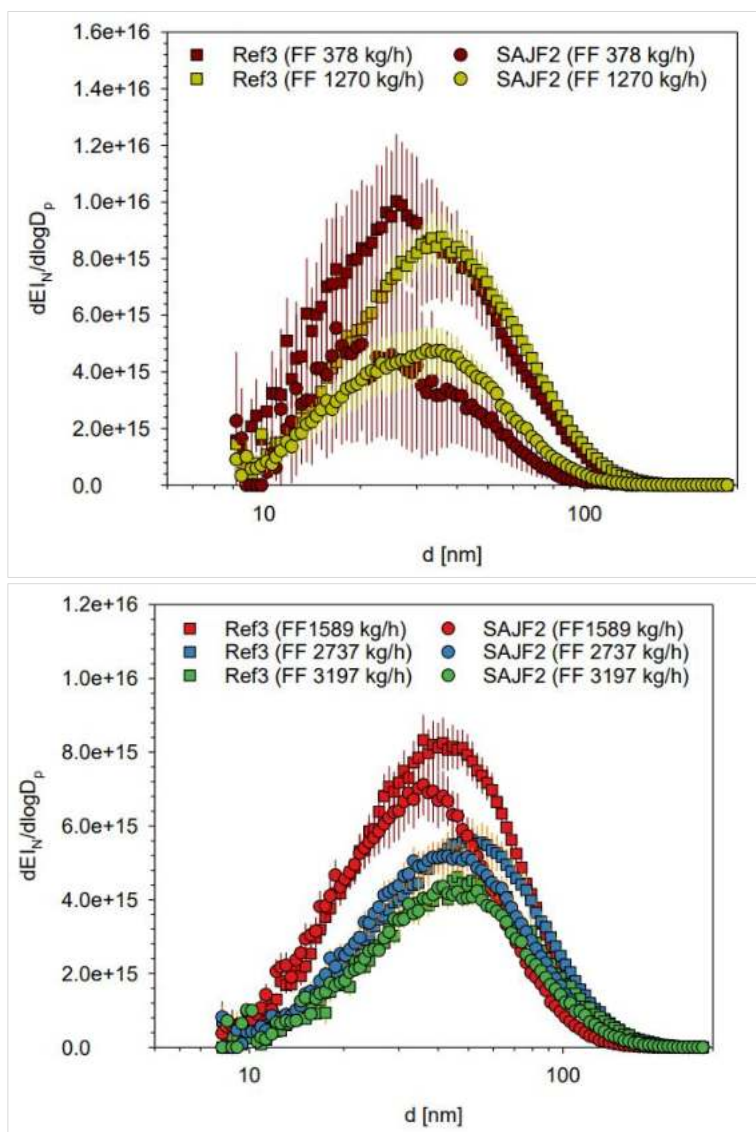 1.6e+16
Ref3 (FF 378 kg/h) SAJF2 (FF 378 kg/h)
Ref3 (FF 1270 kg/h) SAJF2 (FF 1270 kg/h)
1.4e+16
1.2e+16
1.0e+16
8.0e+15
6.0e+15
4.0e+15
2.0e+15
0.0
dEI_N/dlogD_p
10 100
d [nm]
1.2e+16
Ref3 (FF1589 kg/h) SAJF2 (FF1589 kg/h)
Ref3 (FF 2737 kg/h) SAJF2 (FF 2737 kg/h)
Ref3 (FF 3197 kg/h) SAJF2 (FF 3197 kg/h)
1.0e+16
8.0e+15
6.0e+15
4.0e+15
2.0e+15
0.0
dEI_N/dlogD_p
10 100
d [nm]